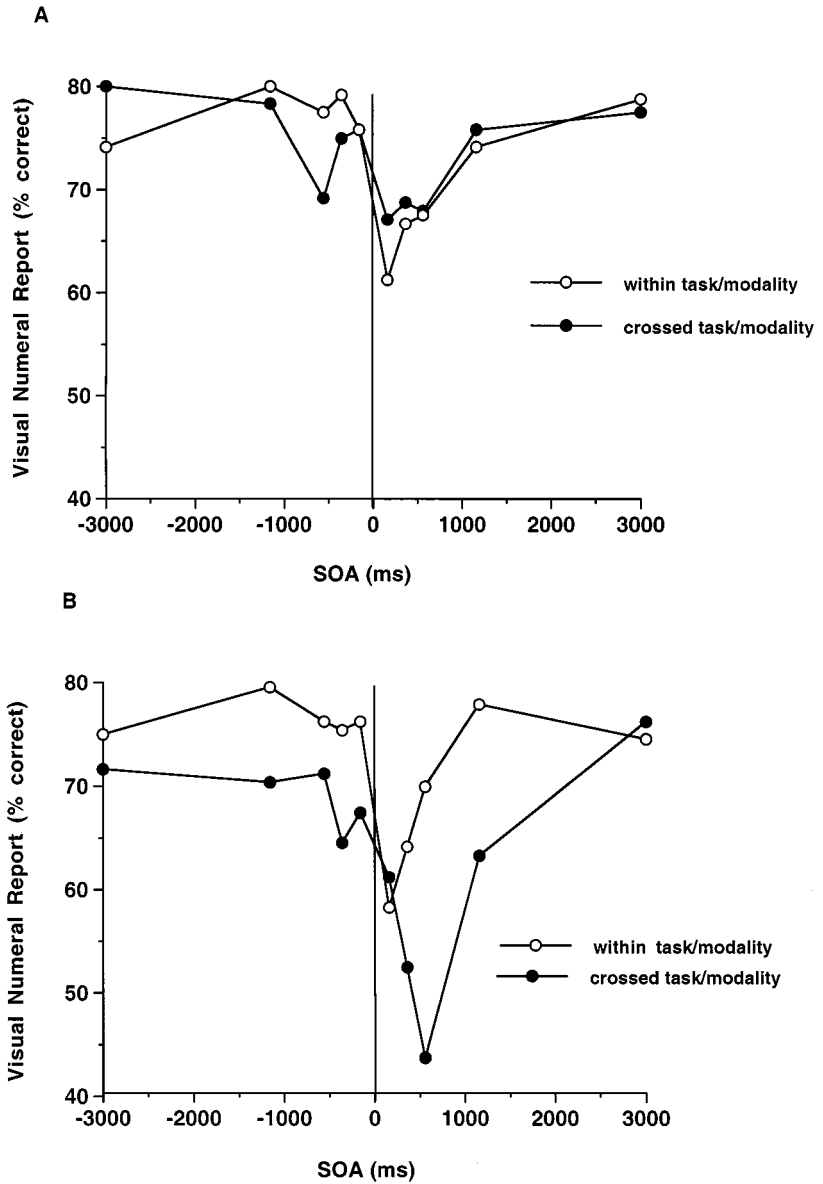 A
Visual Numeral Report (% correct)
80
70
60
50
40
-3000 -2000 -1000 0 1000 2000 3000
SOA (ms)
within task/modality
crossed task/modality
B
Visual Numeral Report (% correct)
80
70
60
50
40
-3000 -2000 -1000 0 1000 2000 3000
SOA (ms)
within task/modality
crossed task/modality